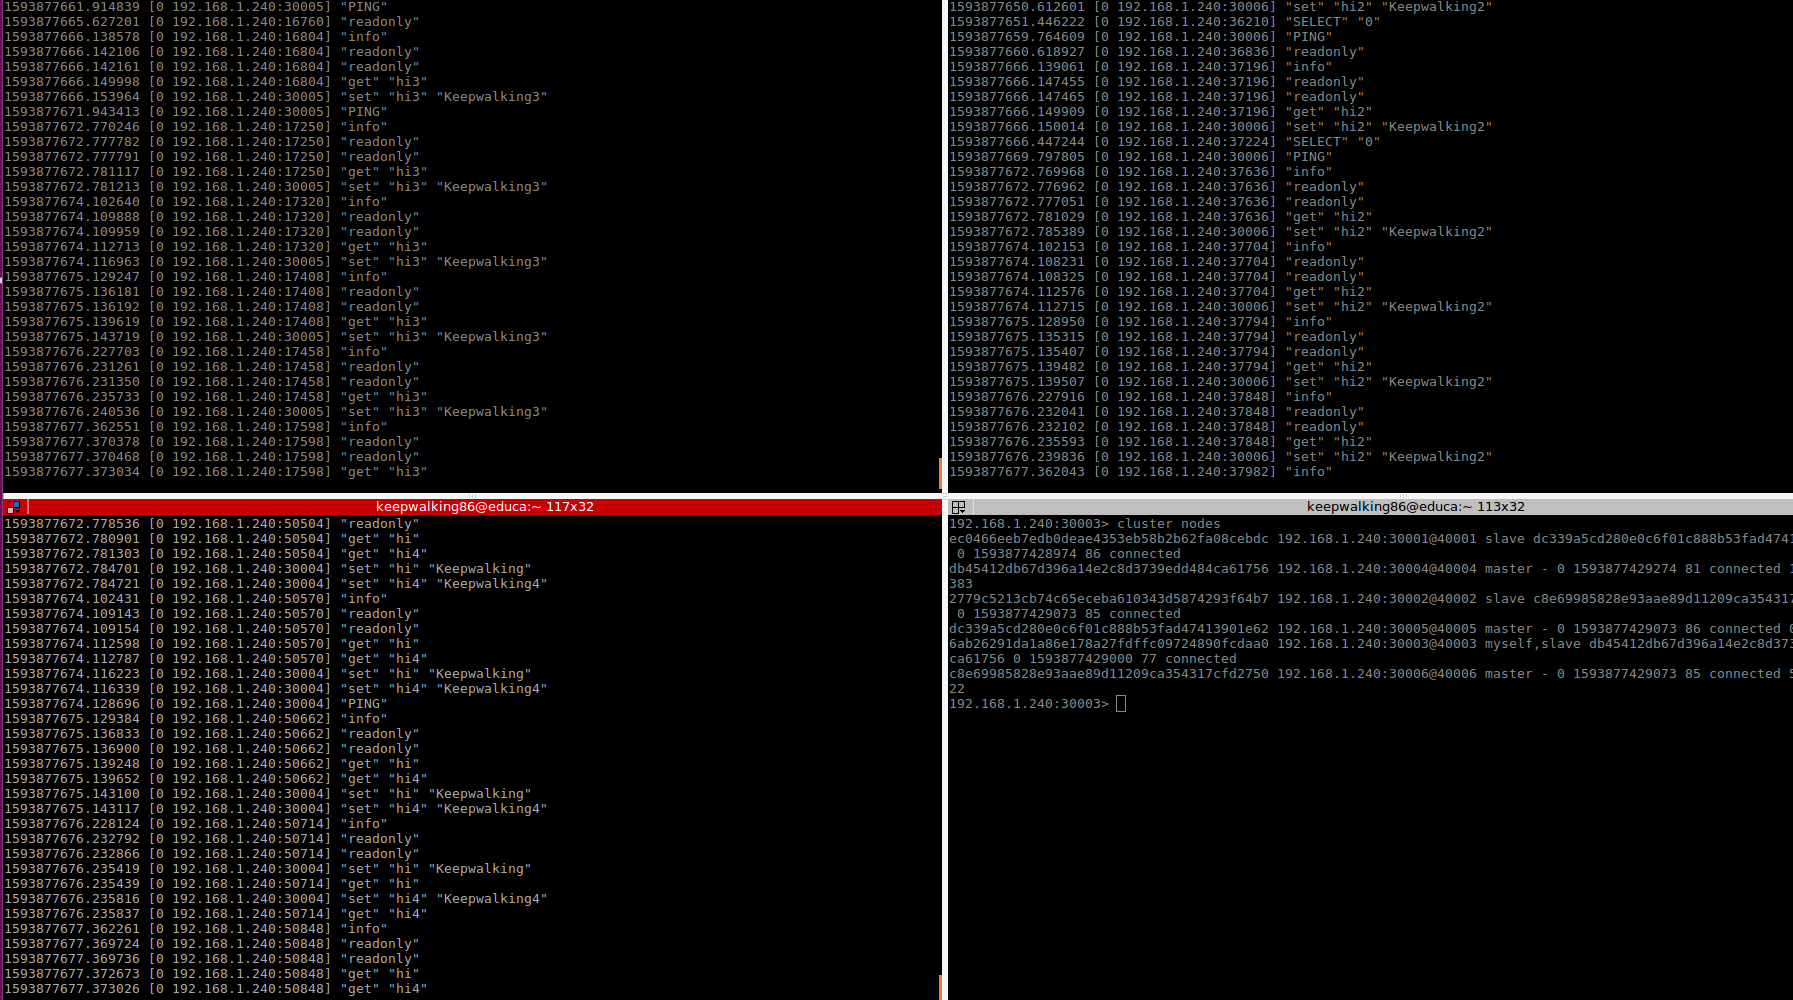 1593877661.914839 [0 192.168.1.240:30005] "PING"
1593877665.627201 [0 192.168.1.240:16760] "readonly"
1593877666.138578 [0 192.168.1.240:16804] "info"
1593877666.142106 [0 192.168.1.240:16804] "readonly"
1593877666.142161 [0 192.168.1.240:16804] "readonly"
1593877666.149998 [0 192.168.1.240:16804] "get" "hi3"
1593877666.153964 [0 192.168.1.240:30005] "set" "hi3" "Keepwalking3"
1593877671.943413 [0 192.168.1.240:30005] "PING"
1593877672.770246 [0 192.168.1.240:17250] "info"
1593877672.777782 [0 192.168.1.240:17250] "readonly"
1593877672.777791 [0 192.168.1.240:17250] "readonly"
1593877672.781117 [0 192.168.1.240:17250] "get" "hi3"
1593877672.781213 [0 192.168.1.240:30005] "set" "hi3" "Keepwalking3"
1593877674.102640 [0 192.168.1.240:17320] "info"
1593877674.109888 [0 192.168.1.240:17320] "readonly"
1593877674.109959 [0 192.168.1.240:17320] "readonly"
1593877674.112713 [0 192.168.1.240:17320] "get" "hi3"
1593877674.116963 [0 192.168.1.240:30005] "set" "hi3" "Keepwalking3"
1593877675.129247 [0 192.168.1.240:17408] "info"
1593877675.136181 [0 192.168.1.240:17408] "readonly"
1593877675.136192 [0 192.168.1.240:17408] "readonly"
1593877675.139619 [0 192.168.1.240:17408] "get" "hi3"
1593877675.143719 [0 192.168.1.240:30005] "set" "hi3" "Keepwalking3"
1593877676.227703 [0 192.168.1.240:17458] "info"
1593877676.231261 [0 192.168.1.240:17458] "readonly"
1593877676.231350 [0 192.168.1.240:17458] "readonly"
1593877676.235733 [0 192.168.1.240:17458] "get" "hi3"
1593877676.240536 [0 192.168.1.240:30005] "set" "hi3" "Keepwalking3"
1593877677.362551 [0 192.168.1.240:17598] "info"
1593877677.370378 [0 192.168.1.240:17598] "readonly"
1593877677.370468 [0 192.168.1.240:17598] "readonly"
1593877677.373034 [0 192.168.1.240:17598] "get" "hi3"
1593877650.612601 [0 192.168.1.240:30006] "set" "hi2" "Keepwalking2"
1593877651.446222 [0 192.168.1.240:36210] "SELECT" "0"
1593877659.764609 [0 192.168.1.240:30006] "PING"
1593877660.618927 [0 192.168.1.240:36836] "readonly"
1593877666.139061 [0 192.168.1.240:37196] "info"
1593877666.147455 [0 192.168.1.240:37196] "readonly"
1593877666.147465 [0 192.168.1.240:37196] "readonly"
1593877666.149909 [0 192.168.1.240:37196] "get" "hi2"
1593877666.150014 [0 192.168.1.240:30006] "set" "hi2" "Keepwalking2"
1593877666.447244 [0 192.168.1.240:37224] "SELECT" "0"
1593877669.797805 [0 192.168.1.240:30006] "PING"
1593877672.769968 [0 192.168.1.240:37636] "info"
1593877672.776962 [0 192.168.1.240:37636] "readonly"
1593877672.777051 [0 192.168.1.240:37636] "readonly"
1593877672.781029 [0 192.168.1.240:37636] "get" "hi2"
1593877672.785389 [0 192.168.1.240:30006] "set" "hi2" "Keepwalking2"
1593877674.102153 [0 192.168.1.240:37704] "info"
1593877674.108231 [0 192.168.1.240:37704] "readonly"
1593877674.108325 [0 192.168.1.240:37704] "readonly"
1593877674.112576 [0 192.168.1.240:37704] "get" "hi2"
1593877674.112715 [0 192.168.1.240:30006] "set" "hi2" "Keepwalking2"
1593877675.128950 [0 192.168.1.240:37794] "info"
1593877675.135315 [0 192.168.1.240:37794] "readonly"
1593877675.135407 [0 192.168.1.240:37794] "readonly"
1593877675.139482 [0 192.168.1.240:37794] "get" "hi2"
1593877675.139507 [0 192.168.1.240:30006] "set" "hi2" "Keepwalking2"
1593877676.227916 [0 192.168.1.240:37848] "info"
1593877676.232041 [0 192.168.1.240:37848] "readonly"
1593877676.232102 [0 192.168.1.240:37848] "readonly"
1593877676.235593 [0 192.168.1.240:37848] "get" "hi2"
1593877676.239836 [0 192.168.1.240:30006] "set" "hi2" "Keepwalking2"
1593877677.362043 [0 192.168.1.240:37982] "info"
keepwalking86@educa:~ 117x32
1593877672.778536 [0 192.168.1.240:50504] "readonly"
1593877672.780901 [0 192.168.1.240:50504] "get" "hi"
1593877672.781303 [0 192.168.1.240:50504] "get" "hi4"
1593877672.784701 [0 192.168.1.240:30004] "set" "hi" "Keepwalking"
1593877672.784721 [0 192.168.1.240:30004] "set" "hi4" "Keepwalking4"
1593877674.102431 [0 192.168.1.240:50570] "info"
1593877674.109143 [0 192.168.1.240:50570] "readonly"
1593877674.109154 [0 192.168.1.240:50570] "readonly"
1593877674.112598 [0 192.168.1.240:50570] "get" "hi"
1593877674.112787 [0 192.168.1.240:50570] "get" "hi4"
1593877674.116223 [0 192.168.1.240:30004] "set" "hi" "Keepwalking"
1593877674.116339 [0 192.168.1.240:30004] "set" "hi4" "Keepwalking4"
1593877674.128696 [0 192.168.1.240:30004] "PING"
1593877675.129384 [0 192.168.1.240:50662] "info"
1593877675.136833 [0 192.168.1.240:50662] "readonly"
1593877675.136900 [0 192.168.1.240:50662] "readonly"
1593877675.139248 [0 192.168.1.240:50662] "get" "hi"
1593877675.139652 [0 192.168.1.240:50662] "get" "hi4"
1593877675.143100 [0 192.168.1.240:30004] "set" "hi" "Keepwalking"
1593877675.143117 [0 192.168.1.240:30004] "set" "hi4" "Keepwalking4"
1593877676.228124 [0 192.168.1.240:50714] "info"
1593877676.232792 [0 192.168.1.240:50714] "readonly"
1593877676.232866 [0 192.168.1.240:50714] "readonly"
1593877676.235419 [0 192.168.1.240:30004] "set" "hi" "Keepwalking"
1593877676.235439 [0 192.168.1.240:50714] "get" "hi"
1593877676.235816 [0 192.168.1.240:30004] "set" "hi4" "Keepwalking4"
1593877676.235837 [0 192.168.1.240:50714] "get" "hi4"
1593877677.362261 [0 192.168.1.240:50848] "info"
1593877677.369724 [0 192.168.1.240:50848] "readonly"
1593877677.369736 [0 192.168.1.240:50848] "readonly"
1593877677.372673 [0 192.168.1.240:50848] "get" "hi"
1593877677.373026 [0 192.168.1.240:50848] "get" "hi4"
keepwalking86@educa:~ 113x32
192.168.1.240:30003> cluster nodes
ec0466eeb7edb0deae4353eb58b2b62fa08cebdc 192.168.1.240:30001@40001 slave dc339a5cd280e0c6f01c888b53fad4741
0 1593877428974 86 connected
db45412db67d396a14e2c8d3739edd484ca61756 192.168.1.240:30004@40004 master - 0 1593877429274 81 connected 1
383
2779c5213cb74c65eceba610343d5874293f64b7 192.168.1.240:30002@40002 slave c8e69985828e93aae89d11209ca354317
0 1593877429073 85 connected
dc339a5cd280e0c6f01c888b53fad47413901e62 192.168.1.240:30005@40005 master - 0 1593877429073 86 connected 0
6ab26291da1a86e178a27fdffc09724890fcdaa0 192.168.1.240:30003@40003 myself,slave db45412db67d396a14e2c8d373
ca61756 0 1593877429000 77 connected
c8e69985828e93aae89d11209ca354317cfd2750 192.168.1.240:30006@40006 master - 0 1593877429073 85 connected 5
22
192.168.1.240:30003>